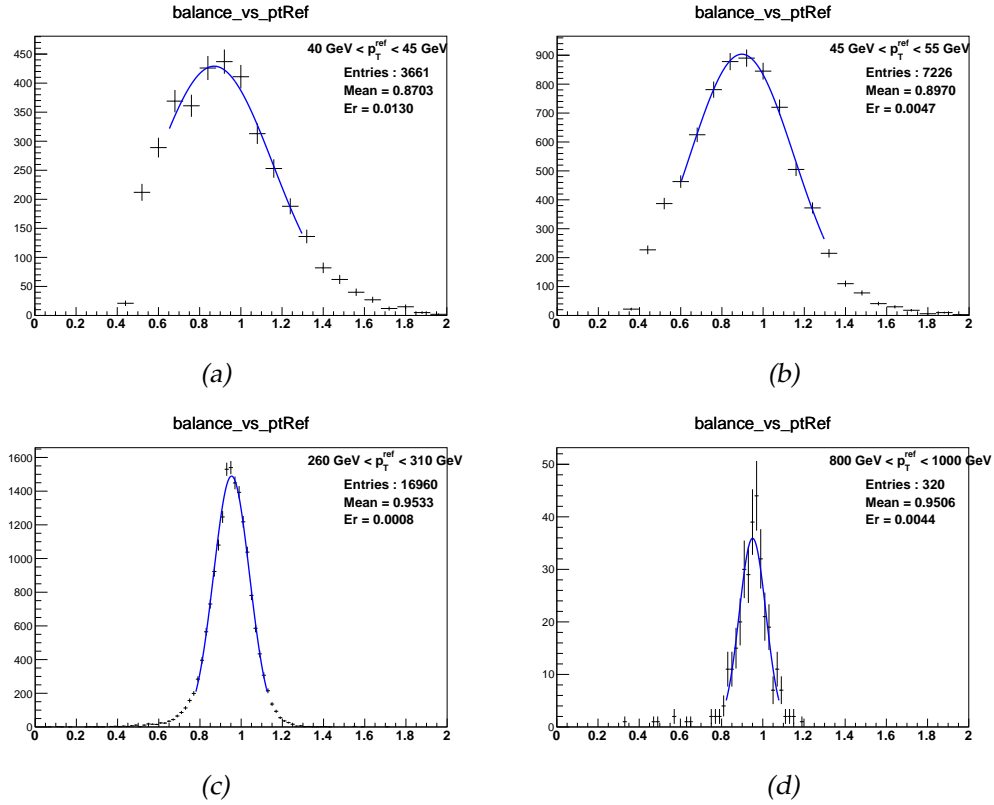 balance_vs_ptRef
40 GeV < p_T^ref < 45 GeV
Entries : 3661
Mean = 0.8703
Er = 0.0130
450
400
350
300
250
200
150
100
50
0
0 0.2 0.4 0.6 0.8 1 1.2 1.4 1.6 1.8 2
(a)
balance_vs_ptRef
45 GeV < p_T^ref < 55 GeV
Entries : 7226
Mean = 0.8970
Er = 0.0047
900
800
700
600
500
400
300
200
100
0
0 0.2 0.4 0.6 0.8 1 1.2 1.4 1.6 1.8 2
(b)
balance_vs_ptRef
260 GeV < p_T^ref < 310 GeV
Entries : 16960
Mean = 0.9533
Er = 0.0008
1600
1400
1200
1000
800
600
400
200
0
0 0.2 0.4 0.6 0.8 1 1.2 1.4 1.6 1.8 2
(c)
balance_vs_ptRef
800 GeV < p_T^ref < 1000 GeV
Entries : 320
Mean = 0.9506
Er = 0.0044
50
40
30
20
10
0
0 0.2 0.4 0.6 0.8 1 1.2 1.4 1.6 1.8 2
(d)